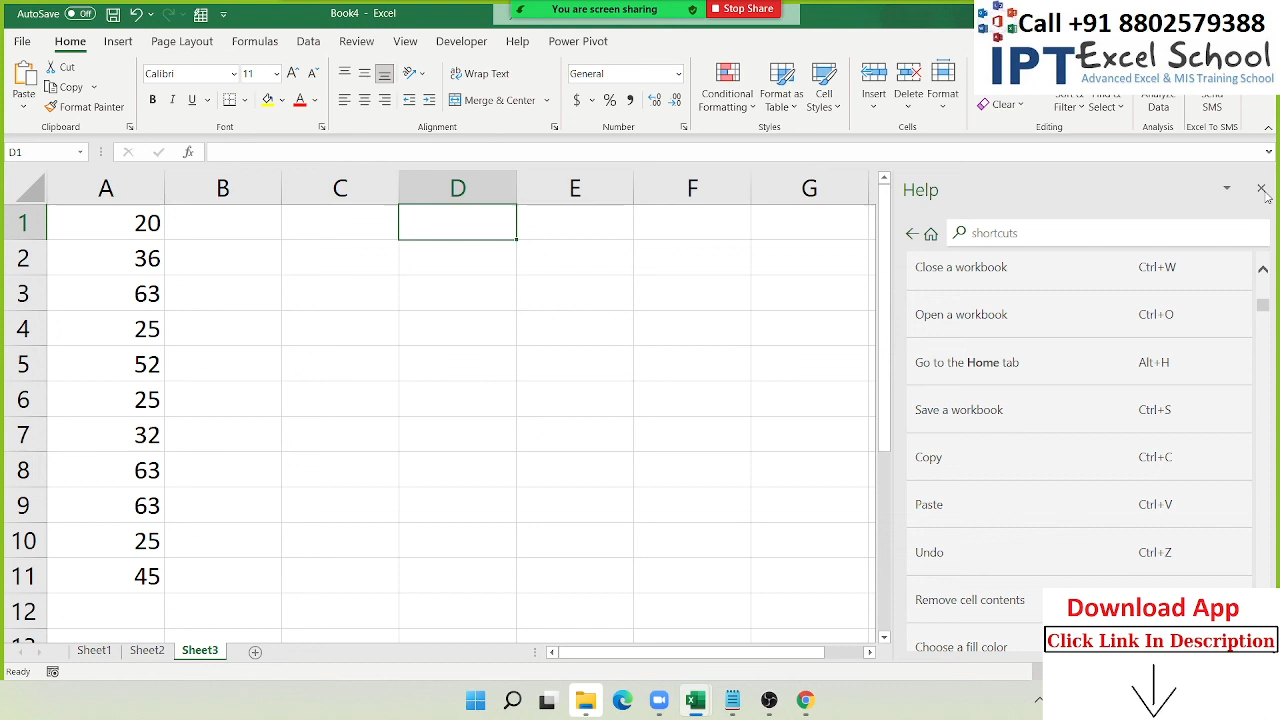 AutoSave Off
Book4 - Excel
You are screen sharing
Stop Share
Call +91 8802579388
IPT Excel School
Advanced Excel & MIS Training School
File Home Insert Page Layout Formulas Data Review View Developer Help Power Pivot
Paste
Cut
Copy
Format Painter
Clipboard
Calibri 11
B I U
Font
Wrap Text
Merge & Center
Alignment
General
$ % ,
Number
Conditional Formatting
Format as Table
Cell Styles
Styles
Insert Delete Format
Cells
Clear
Filter Select
Editing
Data
Analysis
SMS
Excel To SMS
D1
fx
A B C D E F G
1 20
2 36
3 63
4 25
5 52
6 25
7 32
8 63
9 63
10 25
11 45
12
Help
shortcuts
Close a workbook Ctrl+W
Open a workbook Ctrl+O
Go to the Home tab Alt+H
Save a workbook Ctrl+S
Copy Ctrl+C
Paste Ctrl+V
Undo Ctrl+Z
Remove cell contents
Choose a fill color
Download App
Click Link In Description
Sheet1 Sheet2 Sheet3
Ready